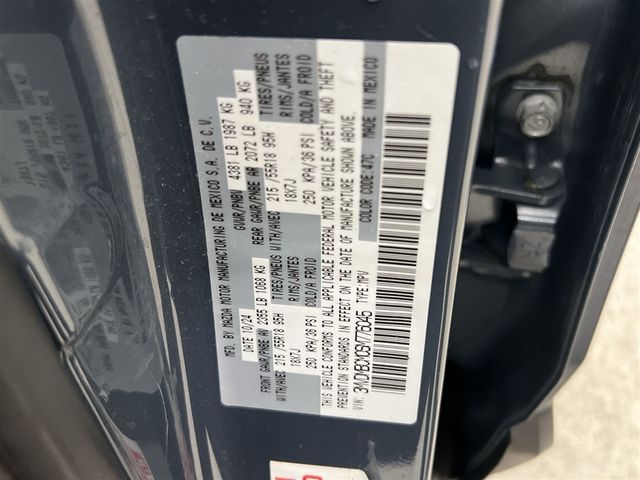 MFD. BY MAZDA MOTOR MANUFACTURING DE MEXICO S.A. DE C.V.
DATE 10/24 GVWR/PNBV 4381 LB 1987 KG
FRONT GAWR/PNBE AV 2355 LB 1068 KG REAR GAWR/PNBE AR 2072 LB 940 KG
WITH/AVEC 215/55R18 95H TIRES/PNEUS WITH/AVEC 215/55R18 95H TIRES/PNEUS
18X7J RIMS/JANTES 18X7J RIMS/JANTES
250 KPA/36 PSI COLD/A FROID 250 KPA/36 PSI COLD/A FROID
THIS VEHICLE CONFORMS TO ALL APPLICABLE FEDERAL MOTOR VEHICLE SAFETY AND THEFT
PREVENTION STANDARDS IN EFFECT ON THE DATE OF MANUFACTURE SHOWN ABOVE.
VIN: TYPE:MPV COLOR CODE:47C MADE IN MEXICO